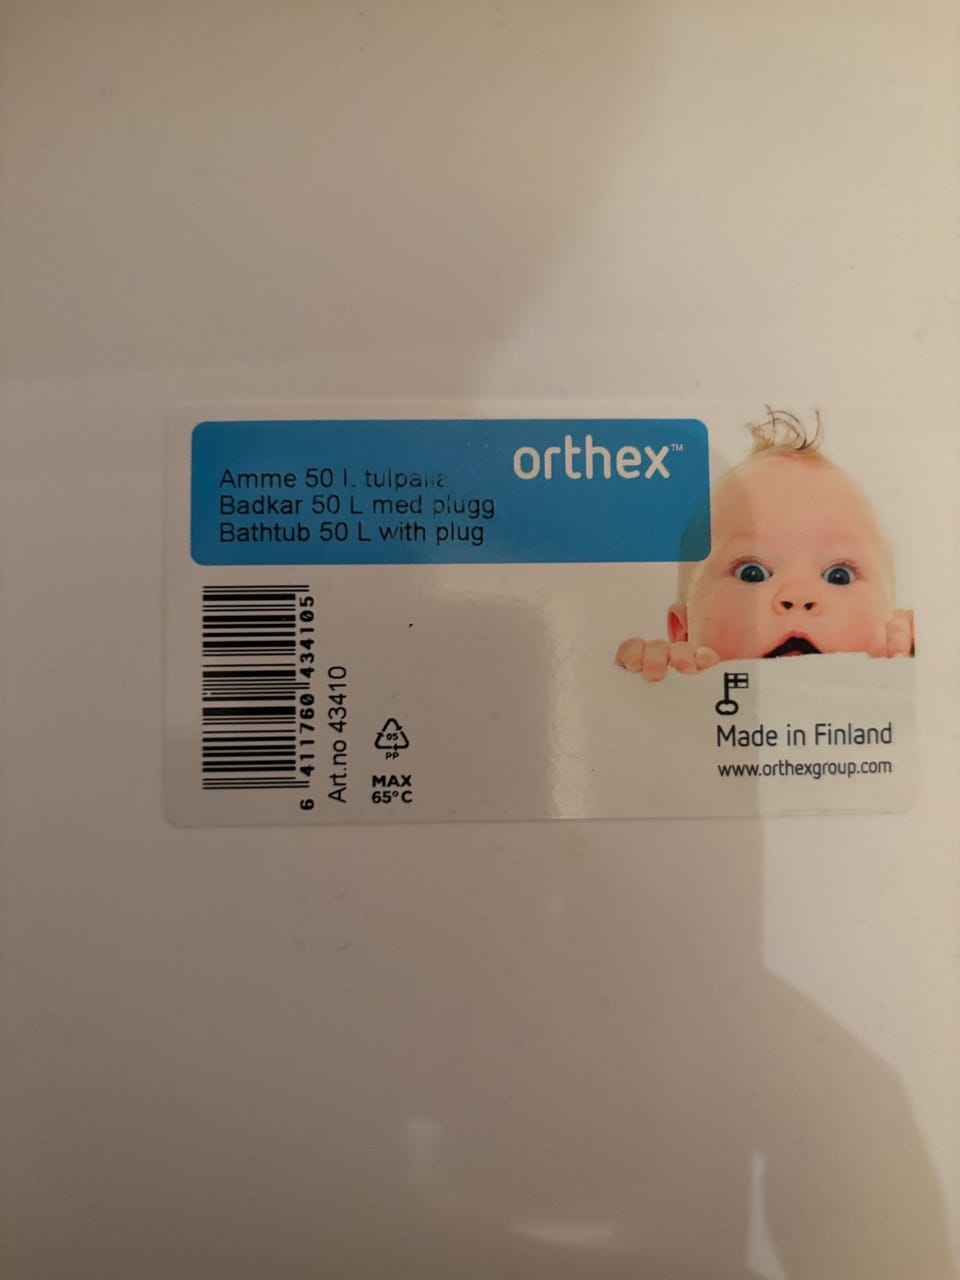 orthex™
Amme 50 L tulpalla
Badkar 50 L med plugg
Bathtub 50 L with plug
6 411760 434105
Art.no 43410
05
PP
MAX
65°C
Made in Finland
www.orthexgroup.com